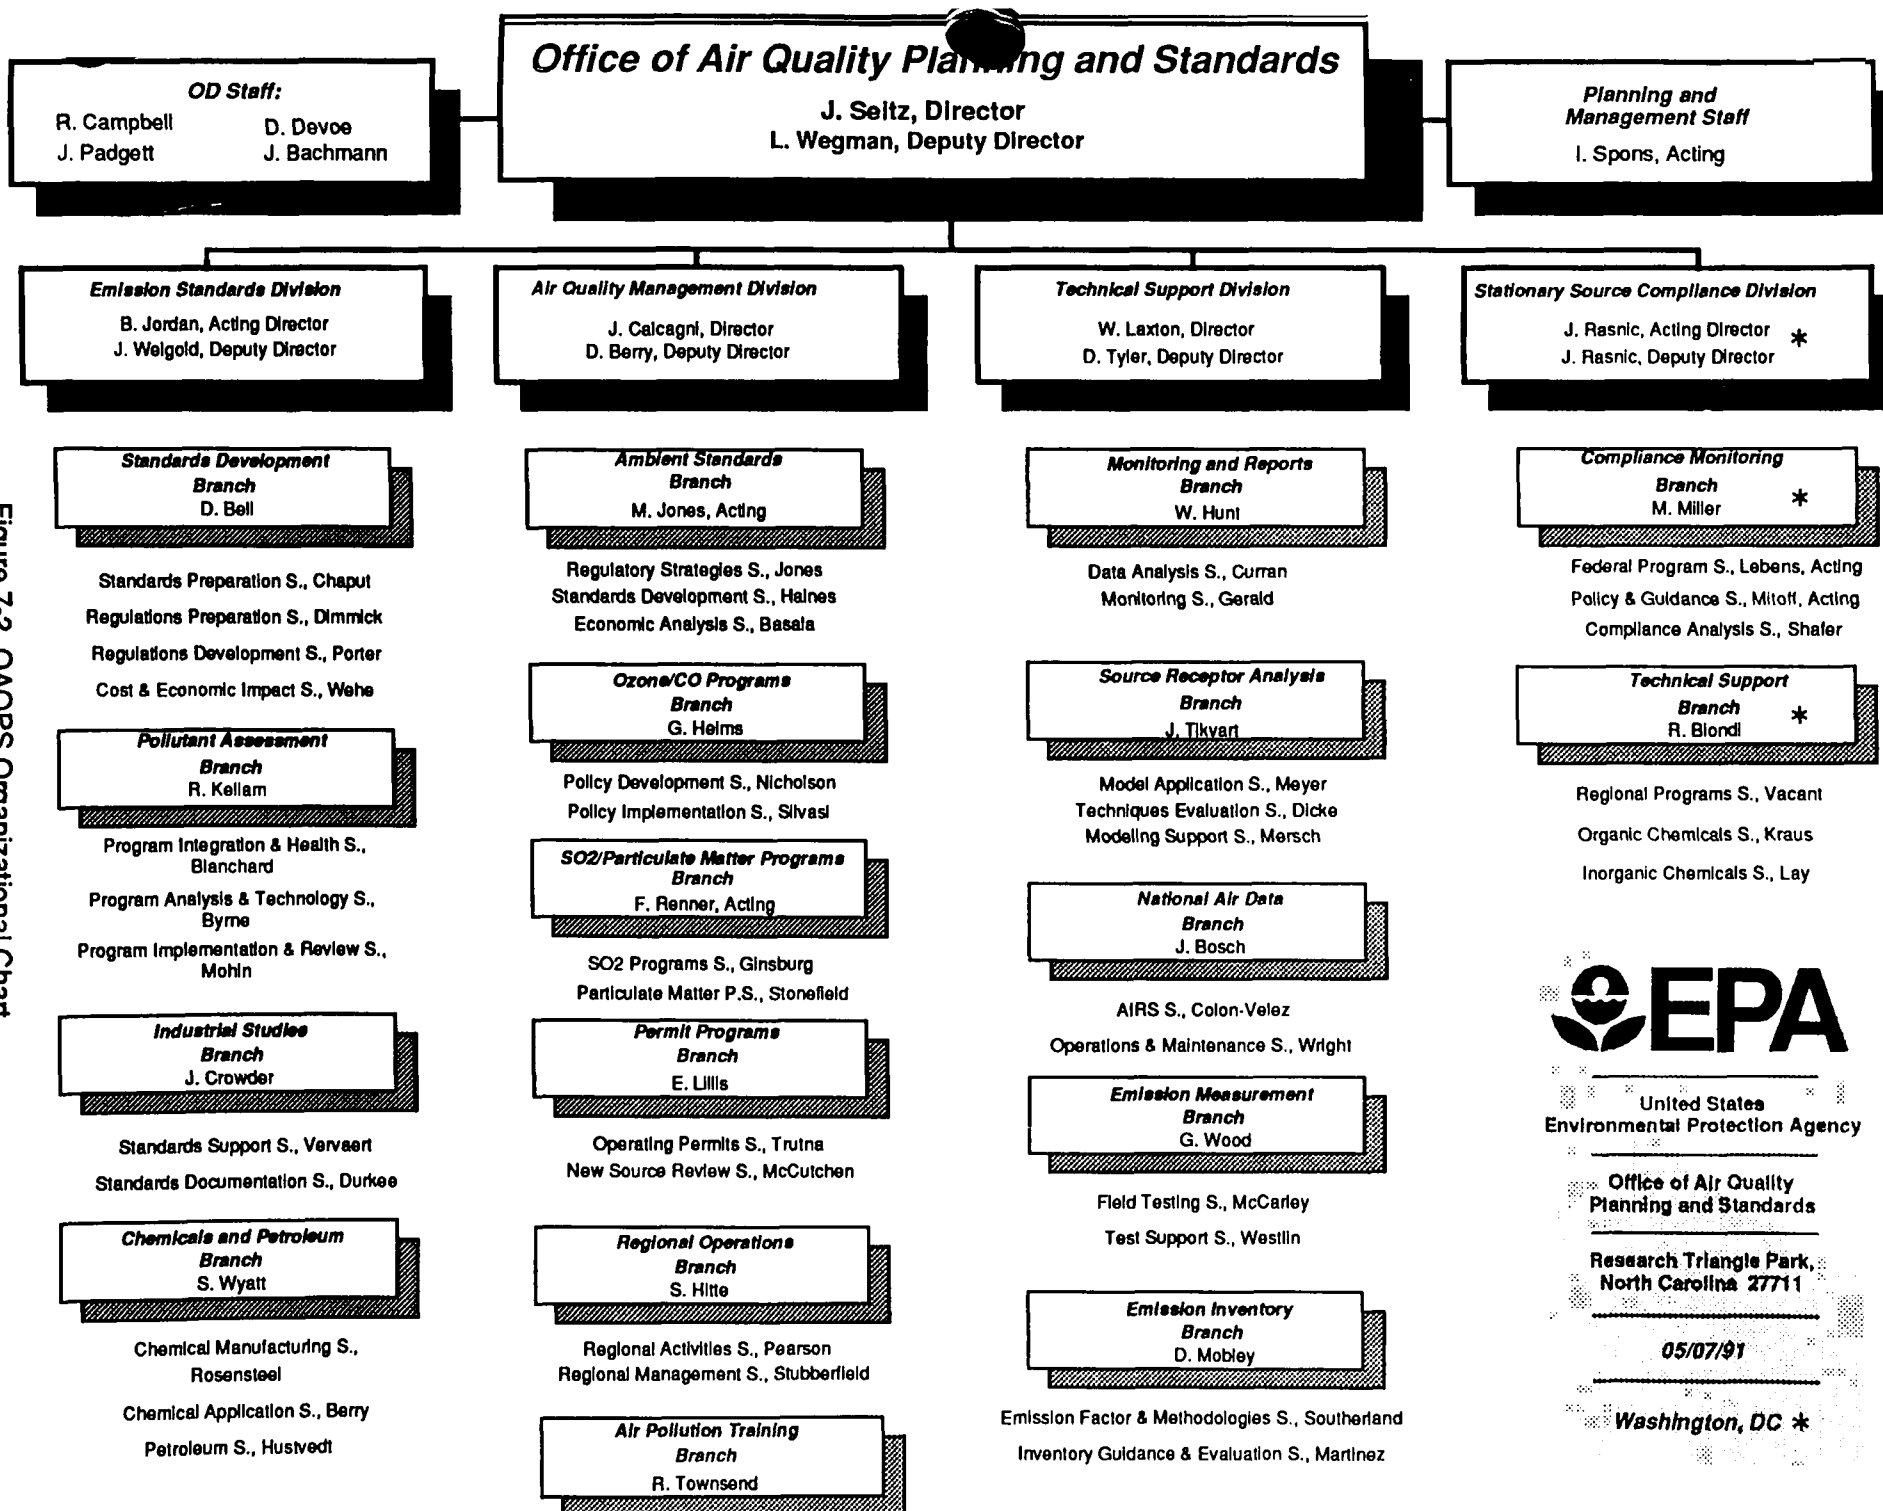 Office of Air Quality Planning and Standards
J. Seitz, Director
L. Wegman, Deputy Director
OD Staff:
R. Campbell D. Devoe
J. Padgett J. Bachmann
Planning and
Management Staff
I. Spons, Acting
Emission Standards Division
B. Jordan, Acting Director
J. Weigold, Deputy Director
Air Quality Management Division
J. Calcagni, Director
D. Berry, Deputy Director
Technical Support Division
W. Laxton, Director
D. Tyler, Deputy Director
Stationary Source Compliance Division
J. Rasnic, Acting Director *
J. Rasnic, Deputy Director
Standards Development
Branch
D. Bell
Standards Preparation S., Chaput
Regulations Preparation S., Dimmick
Regulations Development S., Porter
Cost & Economic Impact S., Wehe
Pollutant Assessment
Branch
R. Kellam
Program Integration & Health S.,
Blanchard
Program Analysis & Technology S.,
Byrne
Program Implementation & Review S.,
Mohin
Industrial Studies
Branch
J. Crowder
Standards Support S., Vervaert
Standards Documentation S., Durkee
Chemicals and Petroleum
Branch
S. Wyatt
Chemical Manufacturing S.,
Rosensteel
Chemical Application S., Berry
Petroleum S., Hustvedt
Ambient Standards
Branch
M. Jones, Acting
Regulatory Strategies S., Jones
Standards Development S., Haines
Economic Analysis S., Basala
Ozone/CO Programs
Branch
G. Helms
Policy Development S., Nicholson
Policy Implementation S., Silvasi
SO2/Particulate Matter Programs
Branch
F. Renner, Acting
SO2 Programs S., Ginsburg
Particulate Matter P.S., Stonefield
Permit Programs
Branch
E. Lillis
Operating Permits S., Trutna
New Source Review S., McCutchen
Regional Operations
Branch
S. Hitte
Regional Activities S., Pearson
Regional Management S., Stubberfield
Air Pollution Training
Branch
R. Townsend
Monitoring and Reports
Branch
W. Hunt
Data Analysis S., Curran
Monitoring S., Gerald
Source Receptor Analysis
Branch
J. Tikvart
Model Application S., Meyer
Techniques Evaluation S., Dicke
Modeling Support S., Mersch
National Air Data
Branch
J. Bosch
AIRS S., Colon-Velez
Operations & Maintenance S., Wright
Emission Measurement
Branch
G. Wood
Field Testing S., McCarley
Test Support S., Westlin
Emission Inventory
Branch
D. Mobley
Emission Factor & Methodologies S., Southerland
Inventory Guidance & Evaluation S., Martinez
Compliance Monitoring
Branch
M. Miller *
Federal Program S., Lebens, Acting
Policy & Guidance S., Mitoff, Acting
Compliance Analysis S., Shafer
Technical Support
Branch *
R. Biondi
Regional Programs S., Vacant
Organic Chemicals S., Kraus
Inorganic Chemicals S., Lay
EPA
United States
Environmental Protection Agency
Office of Air Quality
Planning and Standards
Research Triangle Park,
North Carolina 27711
05/07/91
Washington, DC *
Figure 7-2 OAQPS Organizational Chart